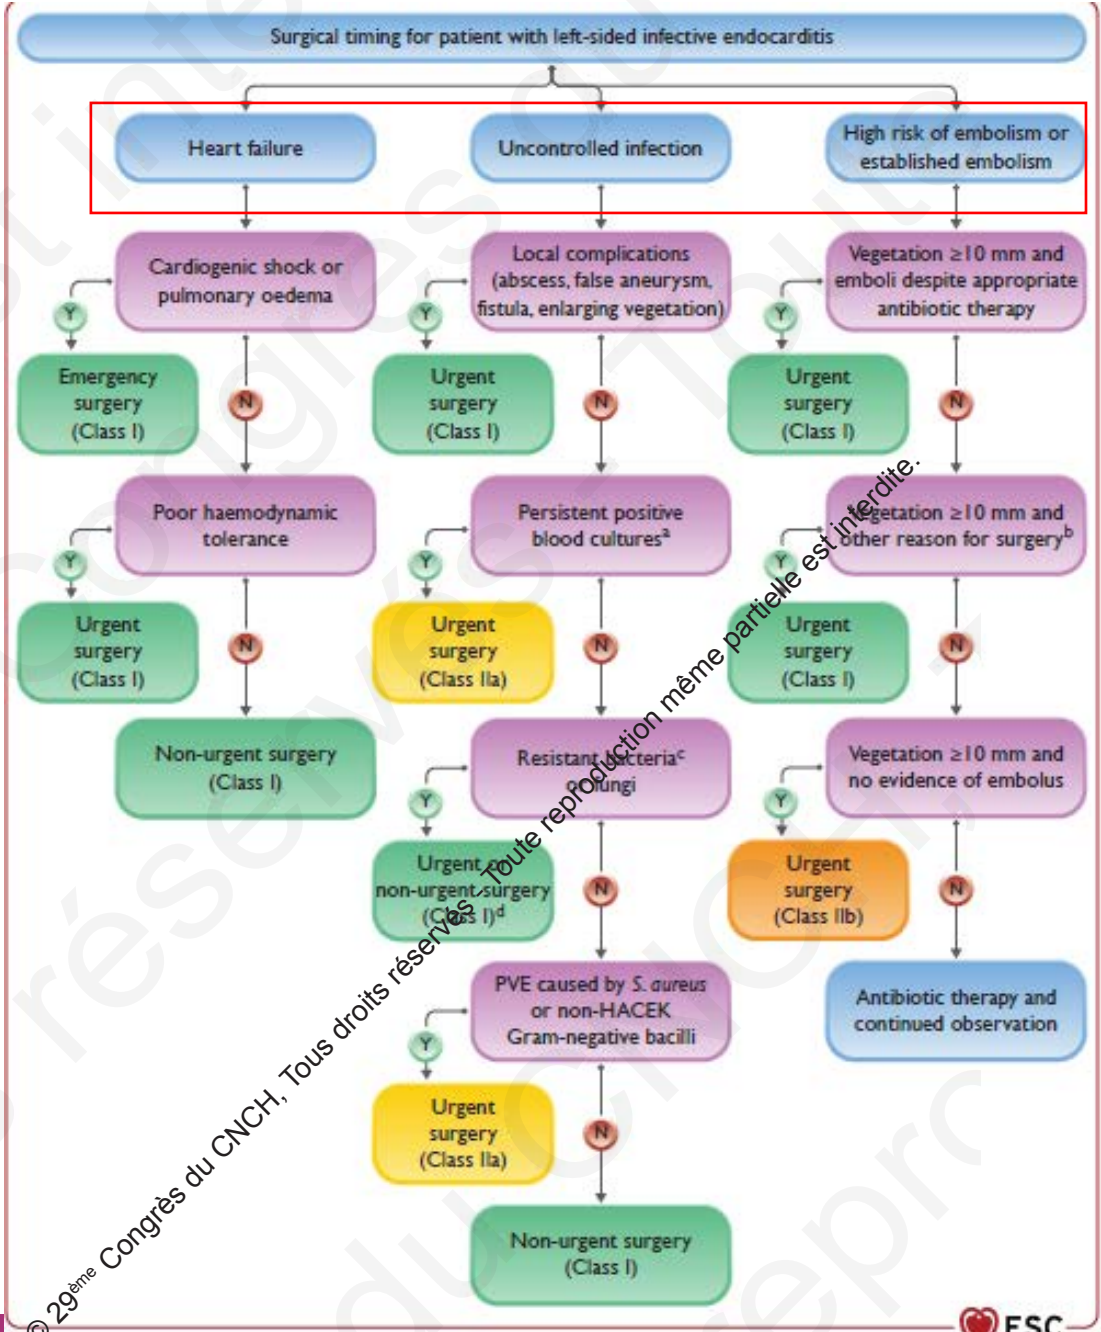 Surgical timing for patient with left-sided infective endocarditis
Heart failure
Uncontrolled infection
High risk of embolism or
established embolism
Cardiogenic shock or
pulmonary oedema
Y
Emergency
surgery
(Class I)
N
Poor haemodynamic
tolerance
Y
Urgent
surgery
(Class I)
N
Non-urgent surgery
(Class I)
Local complications
(abscess, false aneurysm,
fistula, enlarging vegetation)
Y
Urgent
surgery
(Class I)
N
Persistent positive
blood culturesᵃ
Y
Urgent
surgery
(Class IIa)
N
Resistant bacteriaᶜ
or fungi
Y
Urgent or
non-urgent surgery
(Class I)ᵈ
N
PVE caused by S. aureus
or non-HACEK
Gram-negative bacilli
Y
Urgent
surgery
(Class IIa)
N
Non-urgent surgery
(Class I)
Vegetation ≥10 mm and
emboli despite appropriate
antibiotic therapy
Y
Urgent
surgery
(Class I)
N
Vegetation ≥10 mm and
other reason for surgeryᵇ
Y
Urgent
surgery
(Class I)
N
Vegetation ≥10 mm and
no evidence of embolus
Y
Urgent
surgery
(Class IIb)
N
Antibiotic therapy and
continued observation
© 29ème Congrès du CNCH, Tous droits réservés - Toute reproduction même partielle est interdite.
ESC